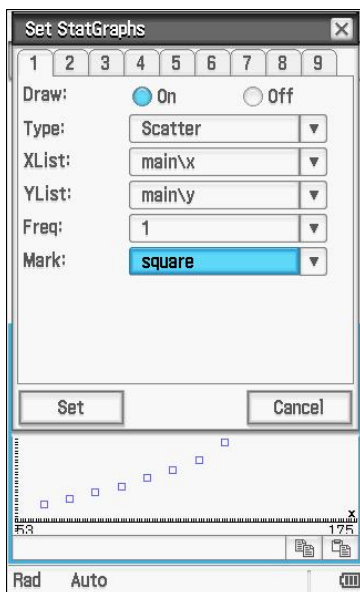 Set StatGraphs
1 2 3 4 5 6 7 8 9
Draw: On Off
Type: Scatter
XList: main\x
YList: main\y
Freq: 1
Mark: square
Set Cancel
x
53 175
Rad Auto